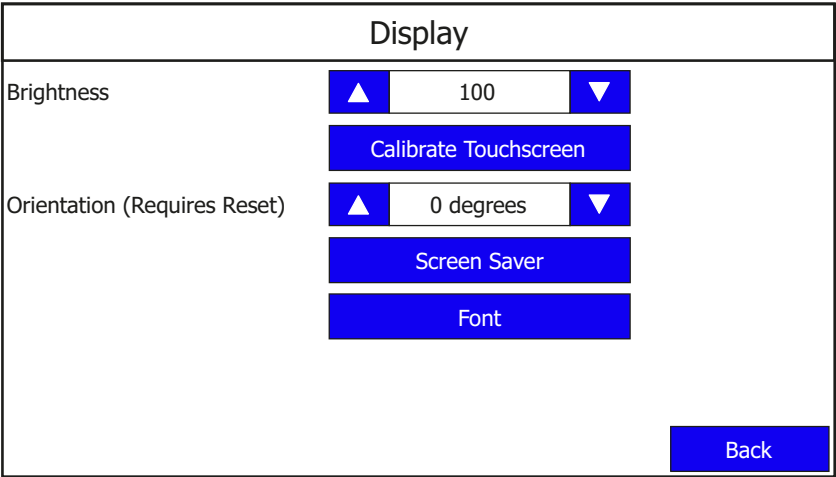 Display
Brightness
100
Calibrate Touchscreen
Orientation (Requires Reset)
0 degrees
Screen Saver
Font
Back